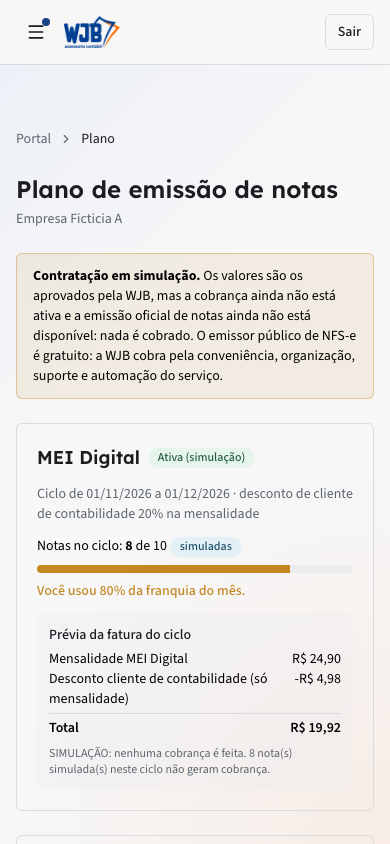 WJB
assessoria contábil
Sair
Portal > Plano
Plano de emissão de notas
Empresa Ficticia A
Contratação em simulação. Os valores são os
aprovados pela WJB, mas a cobrança ainda não está
ativa e a emissão oficial de notas ainda não está
disponível: nada é cobrado. O emissor público de NFS-e
é gratuito: a WJB cobra pela conveniência, organização,
suporte e automação do serviço.
MEI Digital Ativa (simulação)
Ciclo de 01/11/2026 a 01/12/2026 · desconto de cliente
de contabilidade 20% na mensalidade
Notas no ciclo: 8 de 10 simuladas
Você usou 80% da franquia do mês.
Prévia da fatura do ciclo
Mensalidade MEI Digital R$ 24,90
Desconto cliente de contabilidade (só -R$ 4,98
mensalidade)
Total R$ 19,92
SIMULAÇÃO: nenhuma cobrança é feita. 8 nota(s)
simulada(s) neste ciclo não geram cobrança.